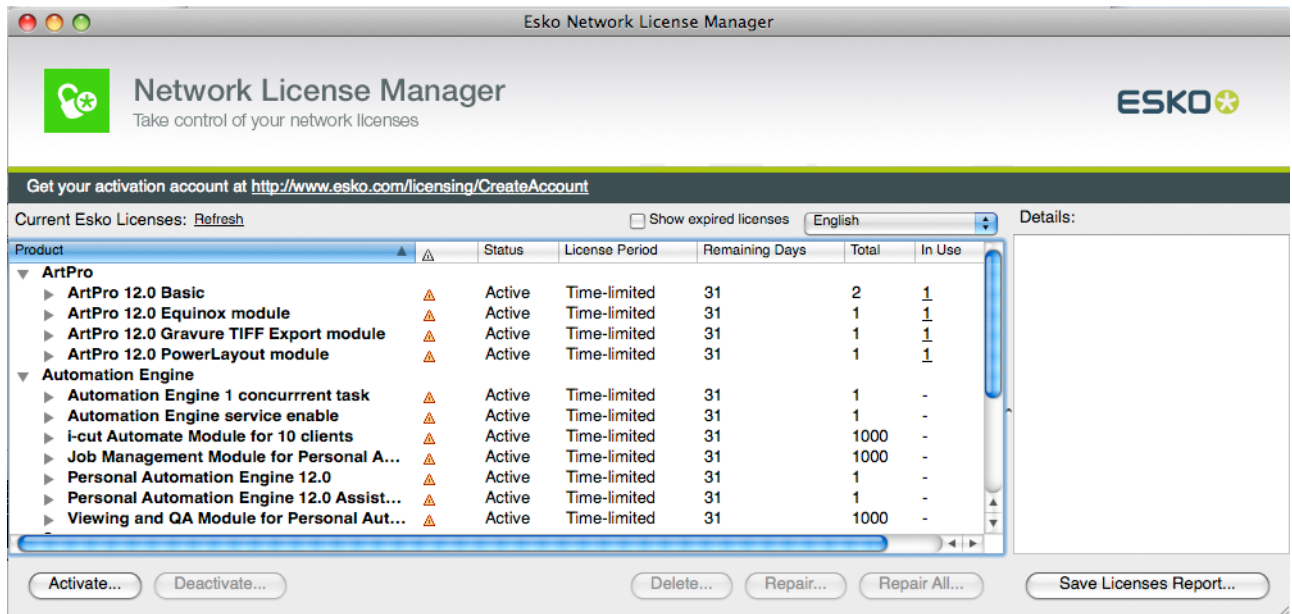 Esko Network License Manager
Network License Manager
Take control of your network licenses
ESKO
Get your activation account at http://www.esko.com/licensing/CreateAccount
Current Esko Licenses: Refresh
Show expired licenses
English
Details:
Product Status License Period Remaining Days Total In Use
ArtPro
ArtPro 12.0 Basic Active Time-limited 31 2 1
ArtPro 12.0 Equinox module Active Time-limited 31 1 1
ArtPro 12.0 Gravure TIFF Export module Active Time-limited 31 1 1
ArtPro 12.0 PowerLayout module Active Time-limited 31 1 1
Automation Engine
Automation Engine 1 concurrrent task Active Time-limited 31 1 -
Automation Engine service enable Active Time-limited 31 1 -
i-cut Automate Module for 10 clients Active Time-limited 31 1000 -
Job Management Module for Personal A... Active Time-limited 31 1000 -
Personal Automation Engine 12.0 Active Time-limited 31 1 -
Personal Automation Engine 12.0 Assist... Active Time-limited 31 1 -
Viewing and QA Module for Personal Aut... Active Time-limited 31 1000 -
Activate...
Deactivate...
Delete...
Repair...
Repair All...
Save Licenses Report...